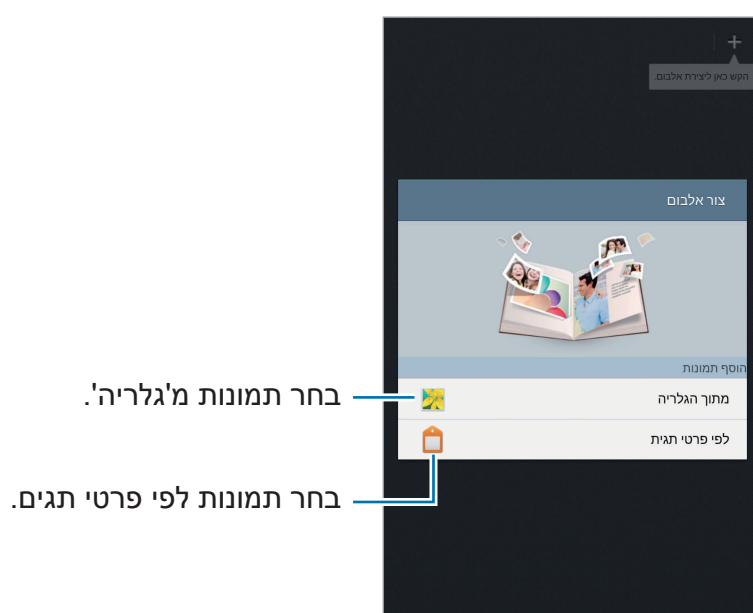 +
הקש כאן ליצירת אלבום.
צור אלבום
הוסף תמונות
מתוך הגלריה
בחר תמונות מ'גלריה'.
לפי פרטי תגית
בחר תמונות לפי פרטי תגים.